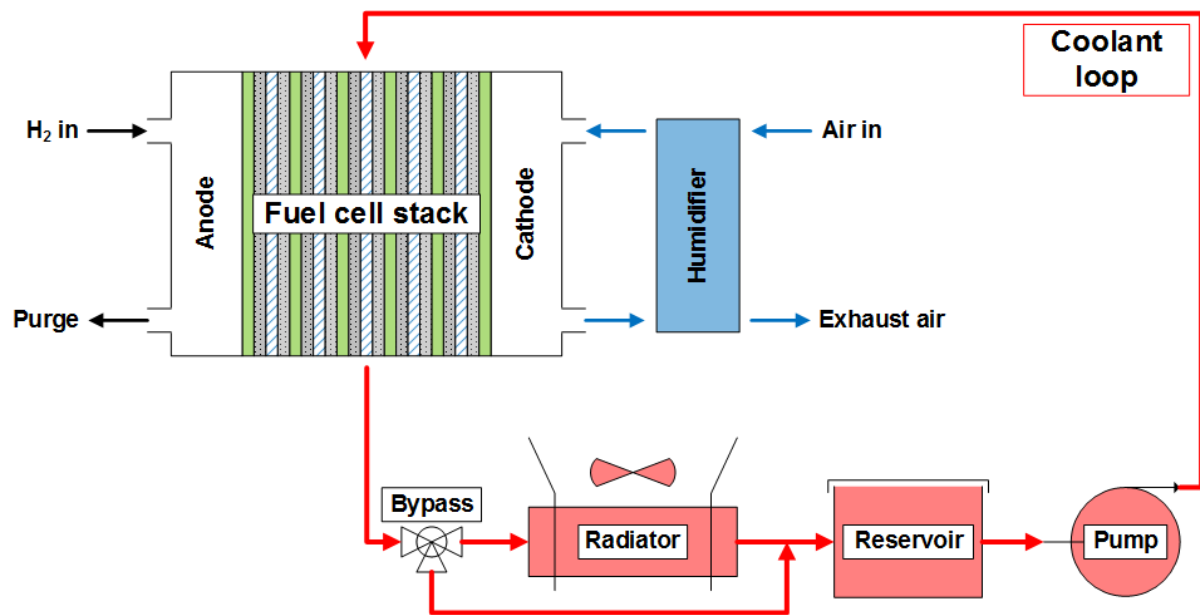 Coolant
loop
H₂ in
Air in
Anode
Fuel cell stack
Cathode
Humidifier
Purge
Exhaust air
Bypass
Radiator
Reservoir
Pump